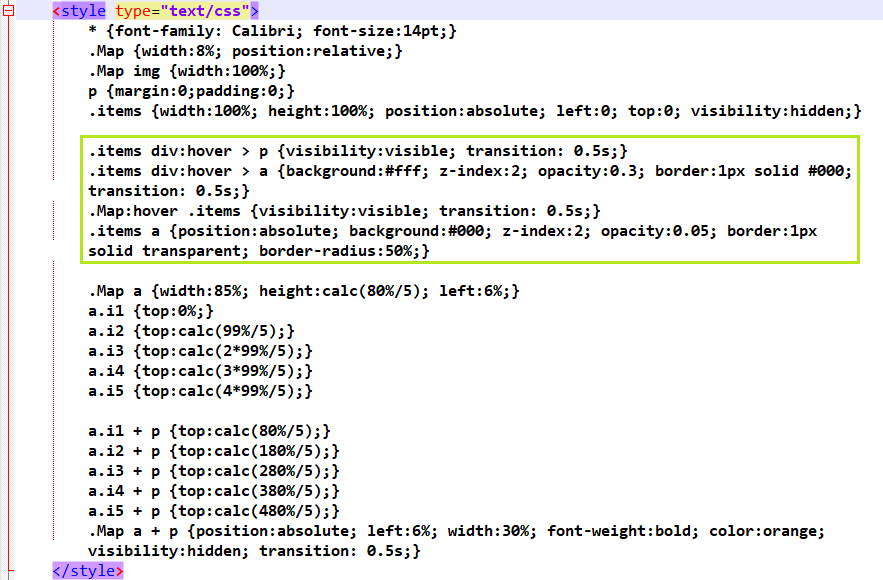 <style type="text/css">
* {font-family: Calibri; font-size:14pt;}
.Map {width:8%; position:relative;}
.Map img {width:100%;}
p {margin:0;padding:0;}
.items {width:100%; height:100%; position:absolute; left:0; top:0; visibility:hidden;}
.items div:hover > p {visibility:visible; transition: 0.5s;}
.items div:hover > a {background:#fff; z-index:2; opacity:0.3; border:1px solid #000;
transition: 0.5s;}
.Map:hover .items {visibility:visible; transition: 0.5s;}
.items a {position:absolute; background:#000; z-index:2; opacity:0.05; border:1px
solid transparent; border-radius:50%;}
.Map a {width:85%; height:calc(80%/5); left:6%;}
a.i1 {top:0%;}
a.i2 {top:calc(99%/5);}
a.i3 {top:calc(2*99%/5);}
a.i4 {top:calc(3*99%/5);}
a.i5 {top:calc(4*99%/5);}
a.i1 + p {top:calc(80%/5);}
a.i2 + p {top:calc(180%/5);}
a.i3 + p {top:calc(280%/5);}
a.i4 + p {top:calc(380%/5);}
a.i5 + p {top:calc(480%/5);}
.Map a + p {position:absolute; left:6%; width:30%; font-weight:bold; color:orange;
visibility:hidden; transition: 0.5s;}
</style>